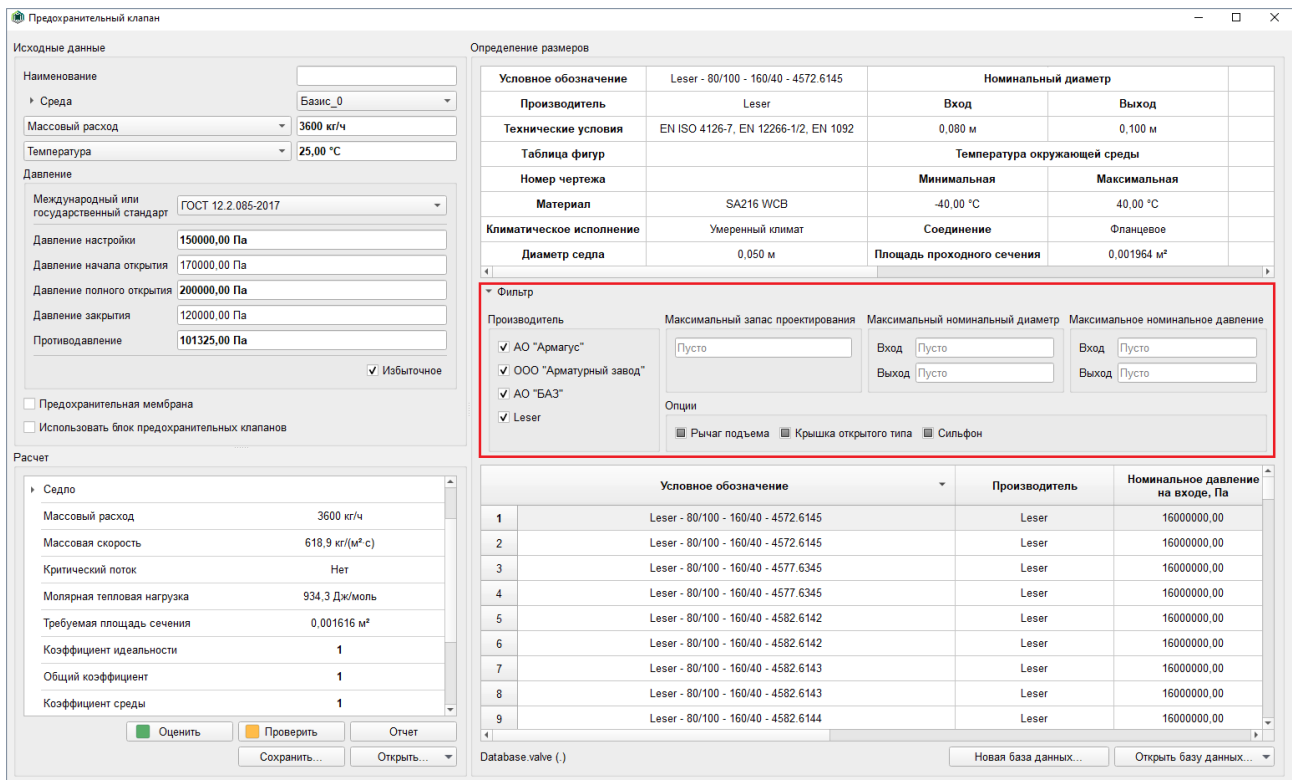 Предохранительный клапан
Исходные данные
Наименование
Среда Базис_0
Массовый расход 3600 кг/ч
Температура 25,00 °C
Давление
Международный или
государственный стандарт ГОСТ 12.2.085-2017
Давление настройки 150000,00 Па
Давление начала открытия 170000,00 Па
Давление полного открытия 200000,00 Па
Давление закрытия 120000,00 Па
Противодавление 101325,00 Па
Избыточное
Предохранительная мембрана
Использовать блок предохранительных клапанов
Расчет
Седло
Массовый расход 3600 кг/ч
Массовая скорость 618,9 кг/(м²·с)
Критический поток Нет
Молярная тепловая нагрузка 934,3 Дж/моль
Требуемая площадь сечения 0,001616 м²
Коэффициент идеальности 1
Общий коэффициент 1
Коэффициент среды 1
Оценить Проверить Отчет
Сохранить... Открыть...
Определение размеров
Условное обозначение Leser - 80/100 - 160/40 - 4572.6145 Номинальный диаметр
Производитель Leser Вход Выход
Технические условия EN ISO 4126-7, EN 12266-1/2, EN 1092 0,080 м 0,100 м
Таблица фигур Температура окружающей среды
Номер чертежа Минимальная Максимальная
Материал SA216 WCB -40,00 °C 40,00 °C
Климатическое исполнение Умеренный климат Соединение Фланцевое
Диаметр седла 0,050 м Площадь проходного сечения 0,001964 м²
Фильтр
Производитель Максимальный запас проектирования Максимальный номинальный диаметр Максимальное номинальное давление
АО "Армагус" Пусто Вход Пусто Вход Пусто
ООО "Арматурный завод" Выход Пусто Выход Пусто
АО "БАЗ"
Leser
Опции
Рычаг подъема Крышка открытого типа Сильфон
Условное обозначение Производитель Номинальное давление
на входе, Па
1 Leser - 80/100 - 160/40 - 4572.6145 Leser 16000000,00
2 Leser - 80/100 - 160/40 - 4572.6145 Leser 16000000,00
3 Leser - 80/100 - 160/40 - 4577.6345 Leser 16000000,00
4 Leser - 80/100 - 160/40 - 4577.6345 Leser 16000000,00
5 Leser - 80/100 - 160/40 - 4582.6142 Leser 16000000,00
6 Leser - 80/100 - 160/40 - 4582.6142 Leser 16000000,00
7 Leser - 80/100 - 160/40 - 4582.6143 Leser 16000000,00
8 Leser - 80/100 - 160/40 - 4582.6143 Leser 16000000,00
9 Leser - 80/100 - 160/40 - 4582.6144 Leser 16000000,00
Database.valve (.) Новая база данных... Открыть базу данных...